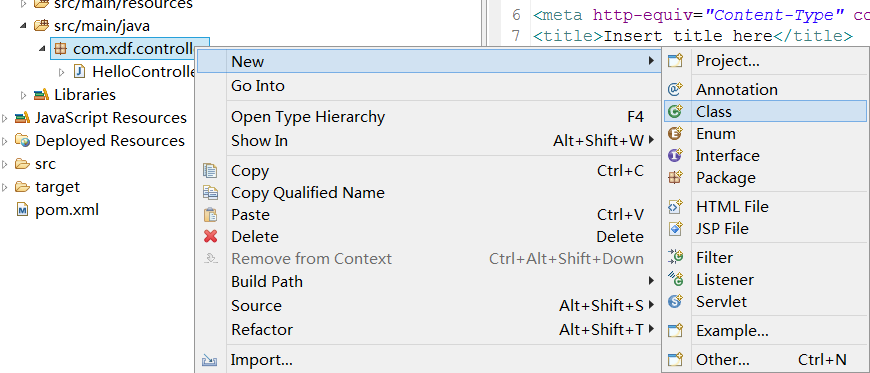 src/main/resources
src/main/java
com.xdf.controlle
HelloControlle
Libraries
JavaScript Resources
Deployed Resources
src
target
pom.xml
6 <meta http-equiv="Content-Type" co
7 <title>Insert title here</title>
New
Go Into
Open Type Hierarchy F4
Show In Alt+Shift+W
Copy Ctrl+C
Copy Qualified Name
Paste Ctrl+V
Delete Delete
Remove from Context Ctrl+Alt+Shift+Down
Build Path
Source Alt+Shift+S
Refactor Alt+Shift+T
Import...
Project...
Annotation
Class
Enum
Interface
Package
HTML File
JSP File
Filter
Listener
Servlet
Example...
Other... Ctrl+N